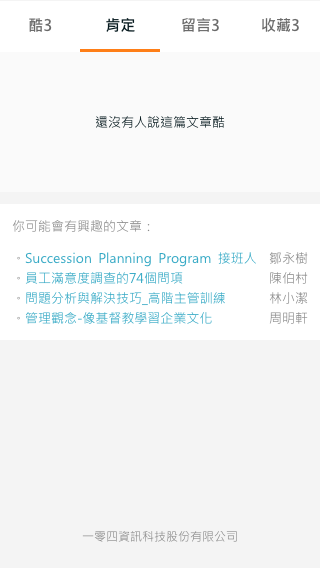 酷3 肯定 留言3 收藏3
還沒有人說這篇文章酷
你可能會有興趣的文章：
◦Succession Planning Program 接班人 鄒永樹
◦員工滿意度調查的74個問項 陳伯村
◦問題分析與解決技巧_高階主管訓練 林小潔
◦管理觀念-像基督教學習企業文化 周明軒
一零四資訊科技股份有限公司